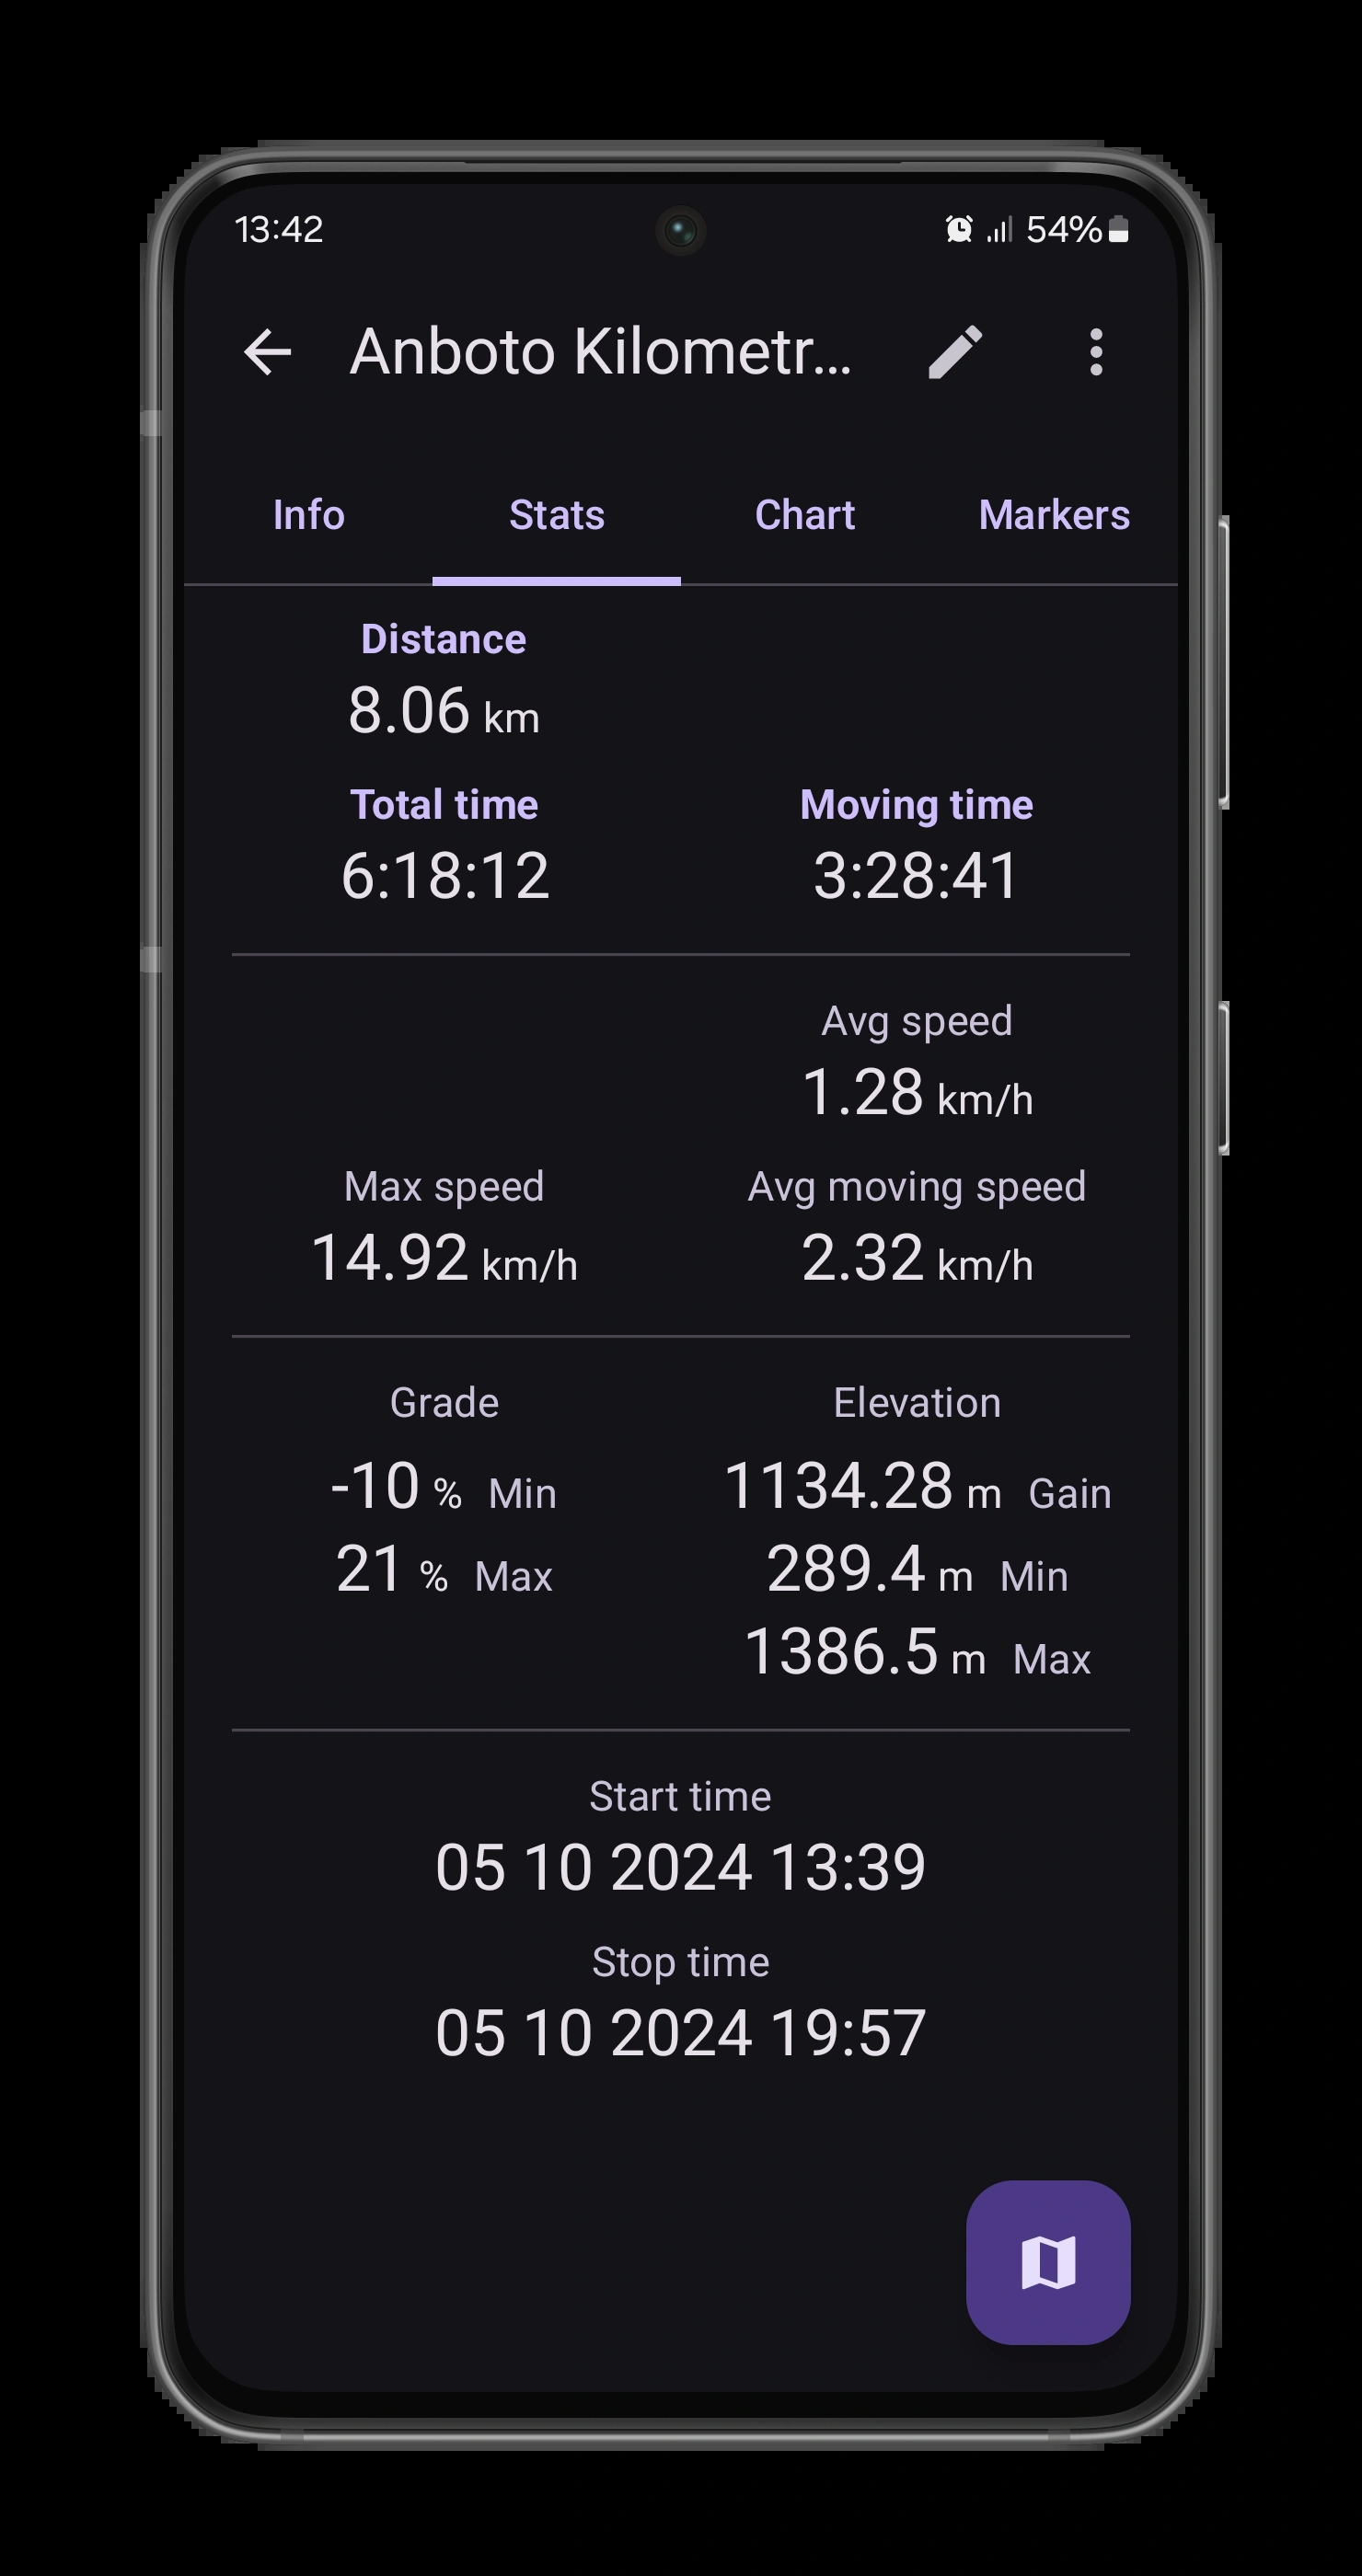 13:42 54%
Anboto Kilometr...
Info Stats Chart Markers
Distance
8.06 km
Total time Moving time
6:18:12 3:28:41
Avg speed
1.28 km/h
Max speed Avg moving speed
14.92 km/h 2.32 km/h
Grade Elevation
-10 % Min 1134.28 m Gain
21 % Max 289.4 m Min
1386.5 m Max
Start time
05 10 2024 13:39
Stop time
05 10 2024 19:57